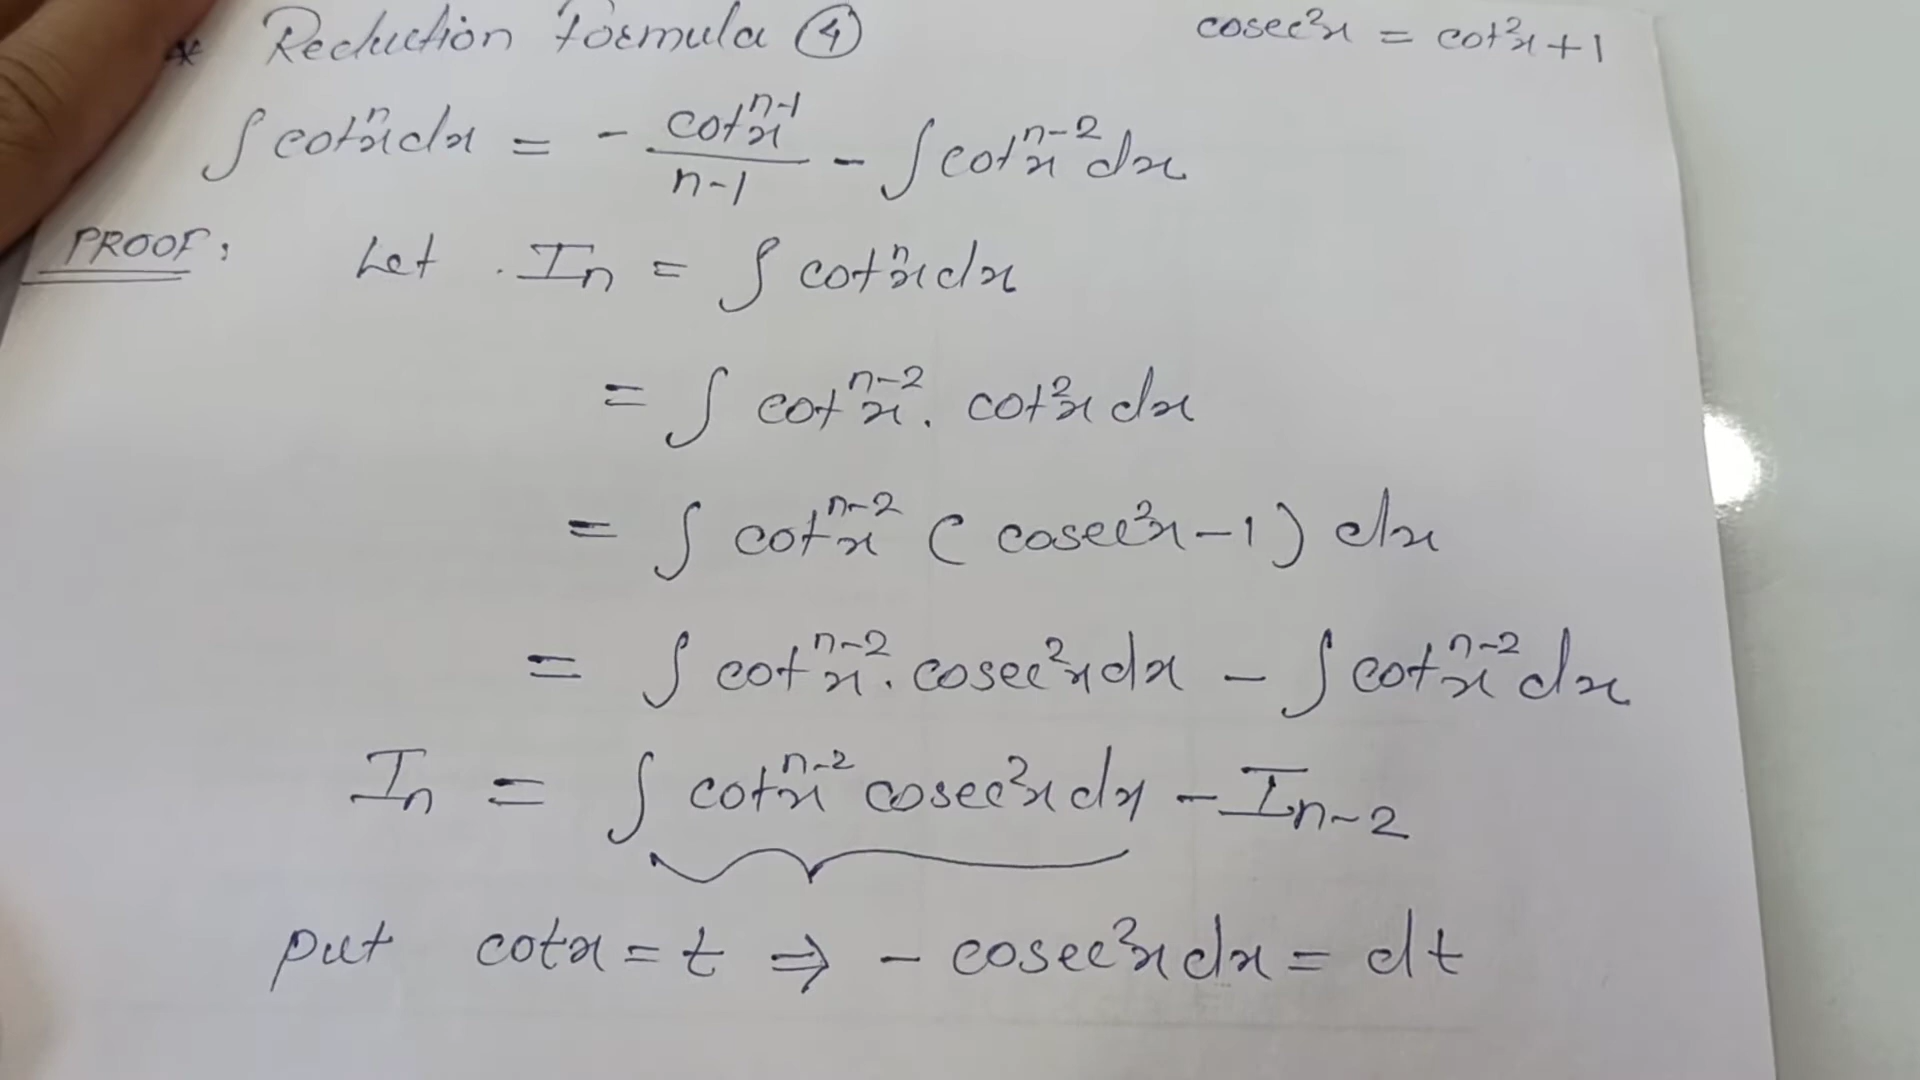 * Reduction Formula ④
cosec²x = cot²x + 1
∫ cotⁿx dx = - cotⁿ⁻¹x / n-1 - ∫ cotⁿ⁻²x dx
PROOF: Let Iₙ = ∫ cotⁿx dx
= ∫ cotⁿ⁻²x . cot²x dx
= ∫ cotⁿ⁻²x ( cosec²x - 1 ) dx
= ∫ cotⁿ⁻²x . cosec²x dx - ∫ cotⁿ⁻²x dx
Iₙ = ∫ cotⁿ⁻²x cosec²x dx - Iₙ₋₂
put cotx = t ⇒ - cosec²x dx = dt